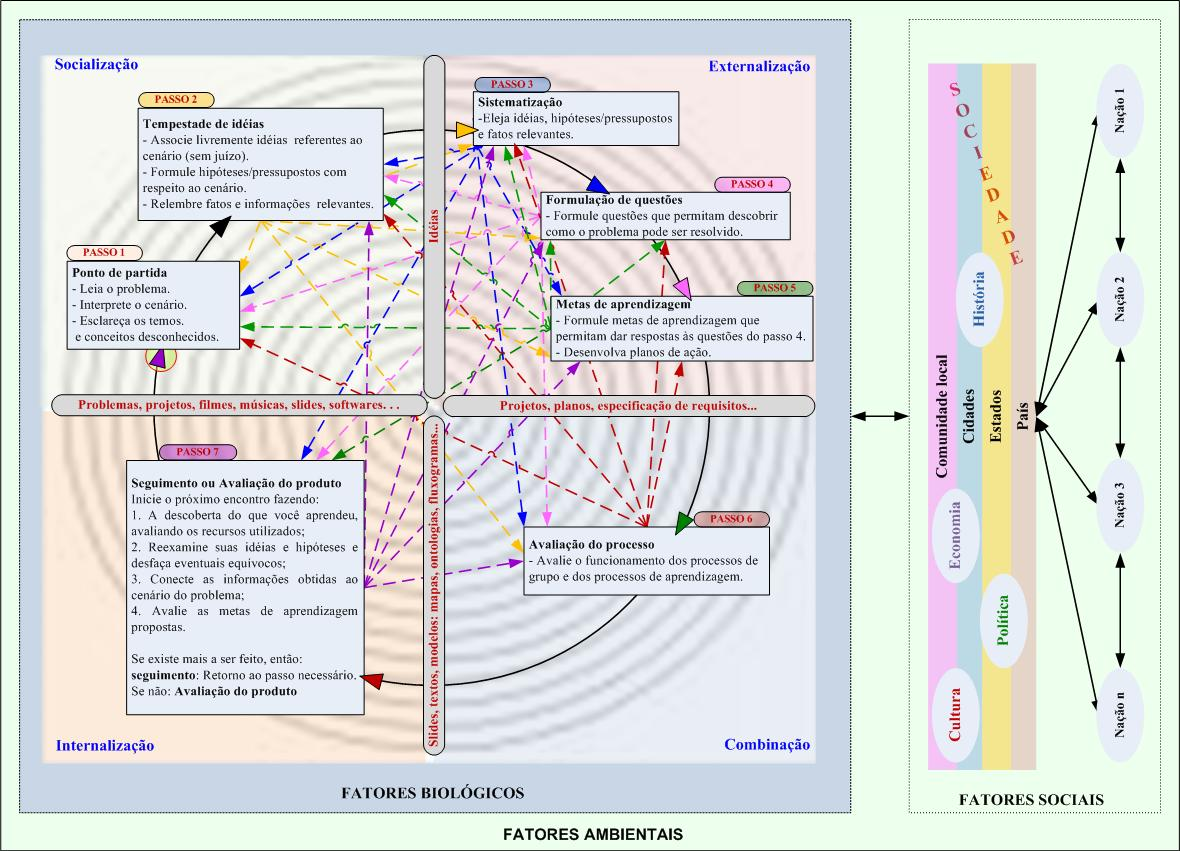 Socialização
Externalização
PASSO 2
Tempestade de idéias
- Associe livremente idéias referentes ao
cenário (sem juízo).
- Formule hipóteses/pressupostos com
respeito ao cenário.
- Relembre fatos e informações relevantes.
PASSO 3
Sistematização
-Eleja idéias, hipóteses/pressupostos
e fatos relevantes.
PASSO 4
Formulação de questões
- Formule questões que permitam descobrir
como o problema pode ser resolvido.
PASSO 1
Ponto de partida
- Leia o problema.
- Interprete o cenário.
- Esclareça os temos.
e conceitos desconhecidos.
PASSO 5
Metas de aprendizagem
- Formule metas de aprendizagem que
permitam dar respostas às questões do passo 4.
- Desenvolva planos de ação.
Idéias
Problemas, projetos, filmes, músicas, slides, softwares. . .
Projetos, planos, especificação de requisitos...
Slides, textos, modelos: mapas, ontologias, fluxogramas...
PASSO 7
Seguimento ou Avaliação do produto
Inicie o próximo encontro fazendo:
1. A descoberta do que você aprendeu,
avaliando os recursos utilizados;
2. Reexamine suas idéias e hipóteses e
desfaça eventuais equívocos;
3. Conecte as informações obtidas ao
cenário do problema;
4. Avalie as metas de aprendizagem
propostas.
Se existe mais a ser feito, então:
seguimento: Retorno ao passo necessário.
Se não: Avaliação do produto
PASSO 6
Avaliação do processo
- Avalie o funcionamento dos processos de
grupo e dos processos de aprendizagem.
Internalização
Combinação
FATORES BIOLÓGICOS
SOCIEDADE
História
Comunidade local
Cidades
Estados
País
Economia
Política
Cultura
Nação 1
Nação 2
Nação 3
Nação n
FATORES SOCIAIS
FATORES AMBIENTAIS